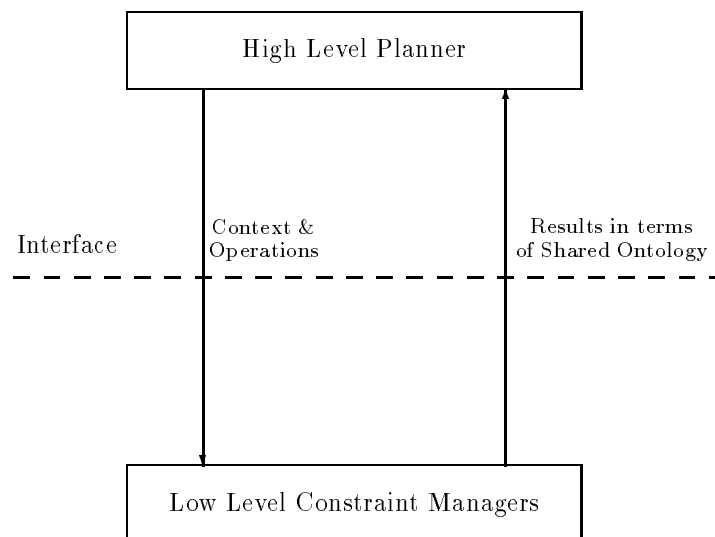 High Level Planner
Context &
Operations
Results in terms
of Shared Ontology
Interface
Low Level Constraint Managers